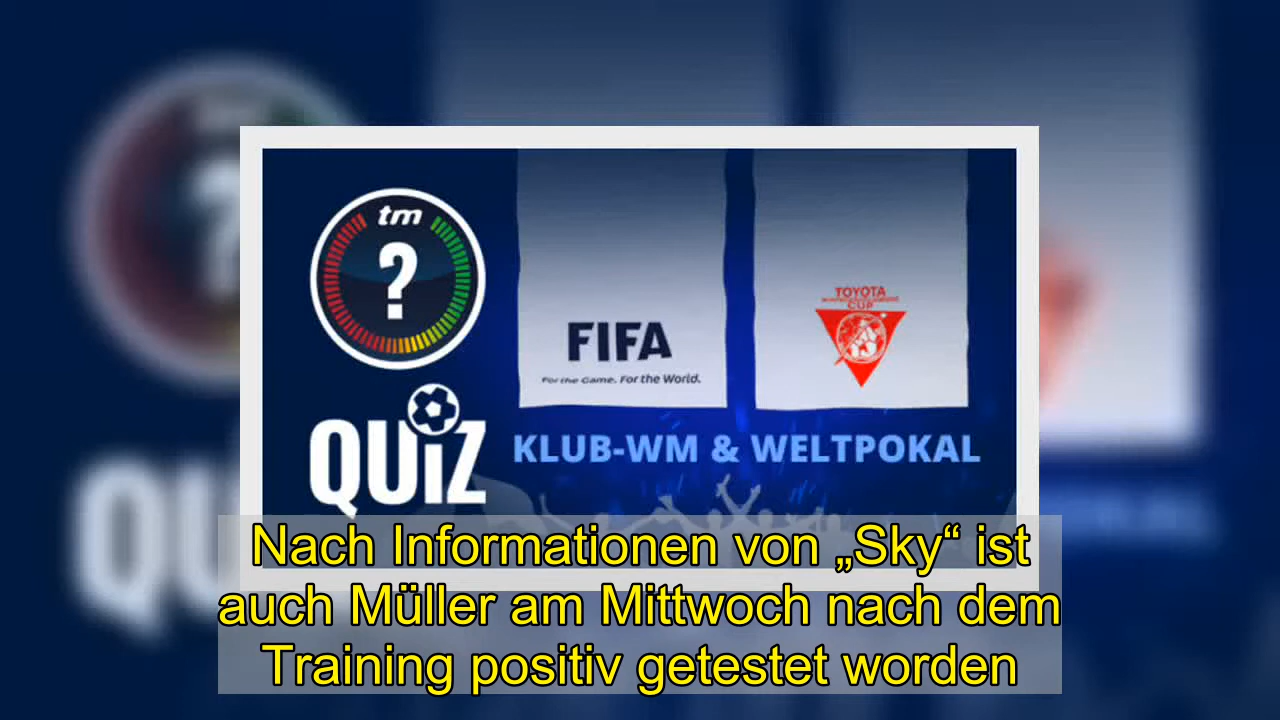 tm
?
QUiZ
FIFA
For the Game. For the World.
TOYOTA
CUP
KLUB-WM & WELTPOKAL
Nach Informationen von „Sky“ ist
auch Müller am Mittwoch nach dem
Training positiv getestet worden